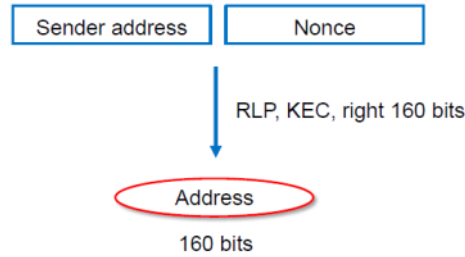 Sender address
Nonce
RLP, KEC, right 160 bits
Address
160 bits